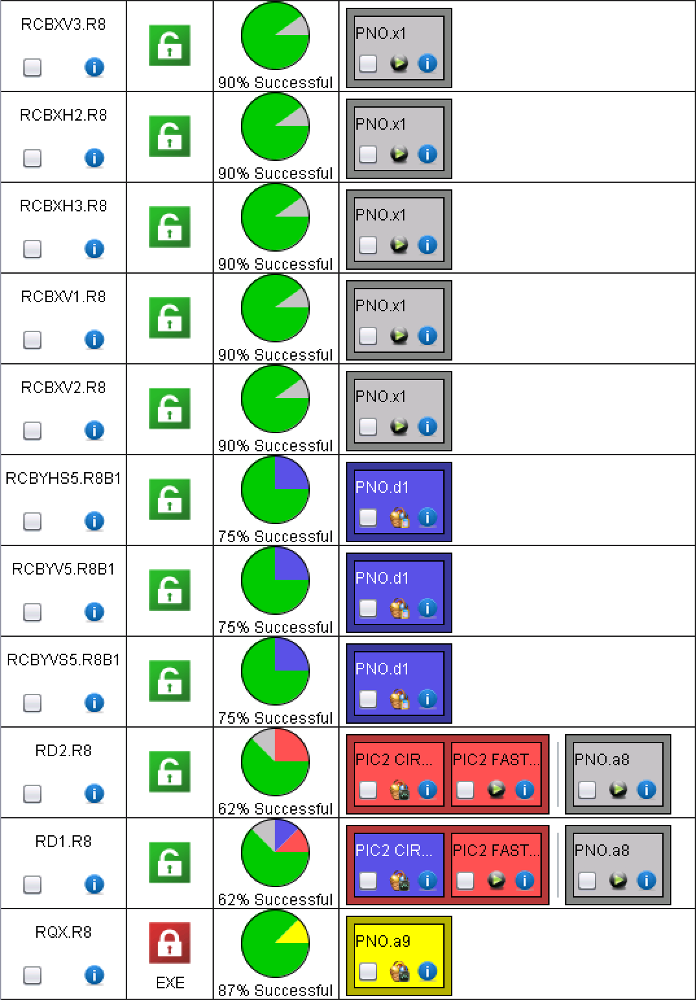 RCBXV3.R8
90% Successful
PNO.x1
RCBXH2.R8
90% Successful
PNO.x1
RCBXH3.R8
90% Successful
PNO.x1
RCBXV1.R8
90% Successful
PNO.x1
RCBXV2.R8
90% Successful
PNO.x1
RCBYHS5.R8B1
75% Successful
PNO.d1
RCBYV5.R8B1
75% Successful
PNO.d1
RCBYVS5.R8B1
75% Successful
PNO.d1
RD2.R8
62% Successful
PIC2 CIR...
PIC2 FAST...
PNO.a8
RD1.R8
62% Successful
PIC2 CIR...
PIC2 FAST...
PNO.a8
RQX.R8
EXE
87% Successful
PNO.a9